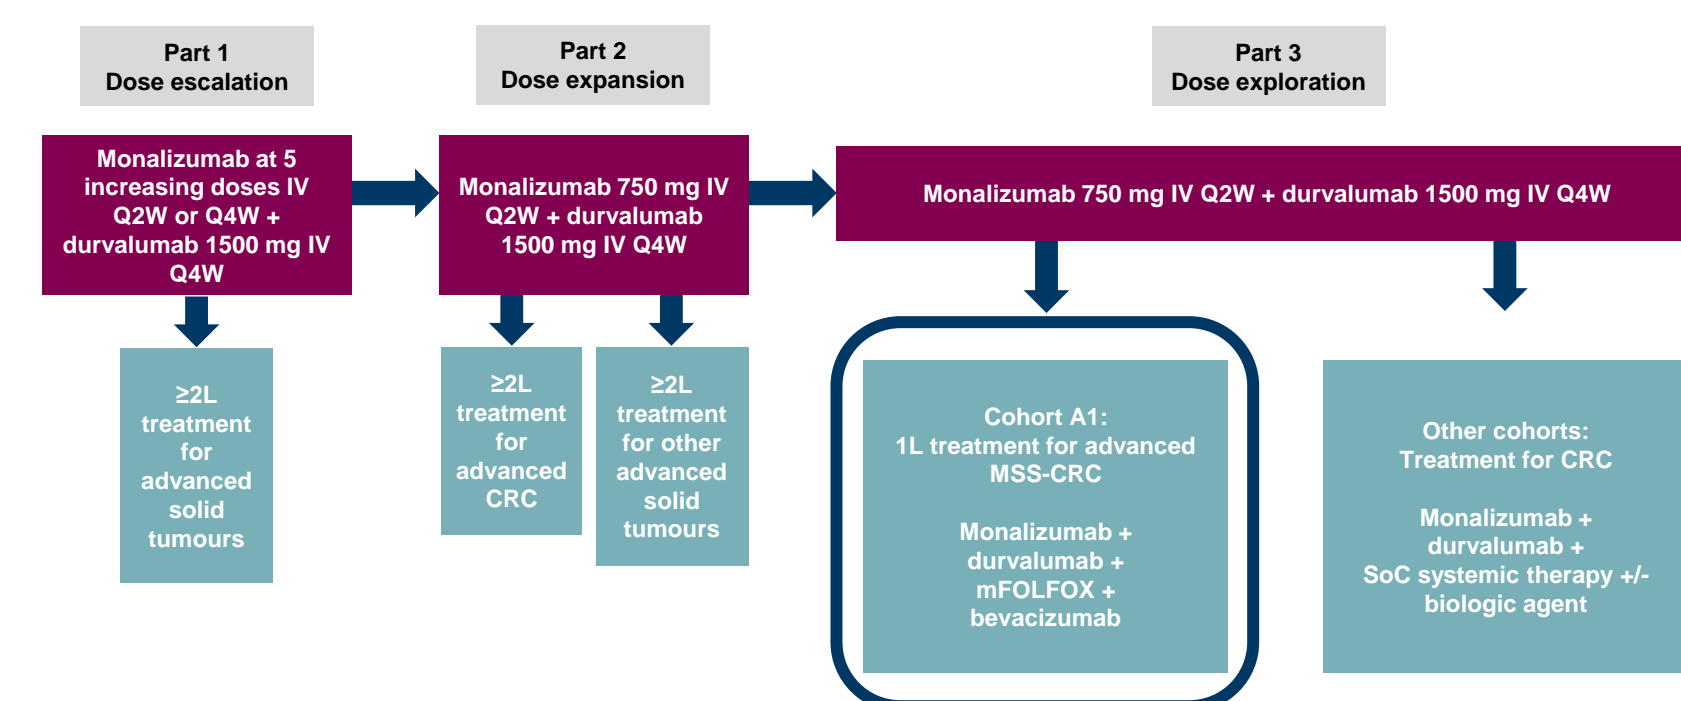 Part 1
Dose escalation
Part 2
Dose expansion
Part 3
Dose exploration
Monalizumab at 5
increasing doses IV
Q2W or Q4W +
durvalumab 1500 mg IV
Q4W
Monalizumab 750 mg IV
Q2W + durvalumab
1500 mg IV Q4W
Monalizumab 750 mg IV Q2W + durvalumab 1500 mg IV Q4W
≥2L
treatment
for
advanced
solid
tumours
≥2L
treatment
for
advanced
CRC
≥2L
treatment
for other
advanced
solid
tumours
Cohort A1:
1L treatment for advanced
MSS-CRC
Monalizumab +
durvalumab +
mFOLFOX +
bevacizumab
Other cohorts:
Treatment for CRC
Monalizumab +
durvalumab +
SoC systemic therapy +/-
biologic agent